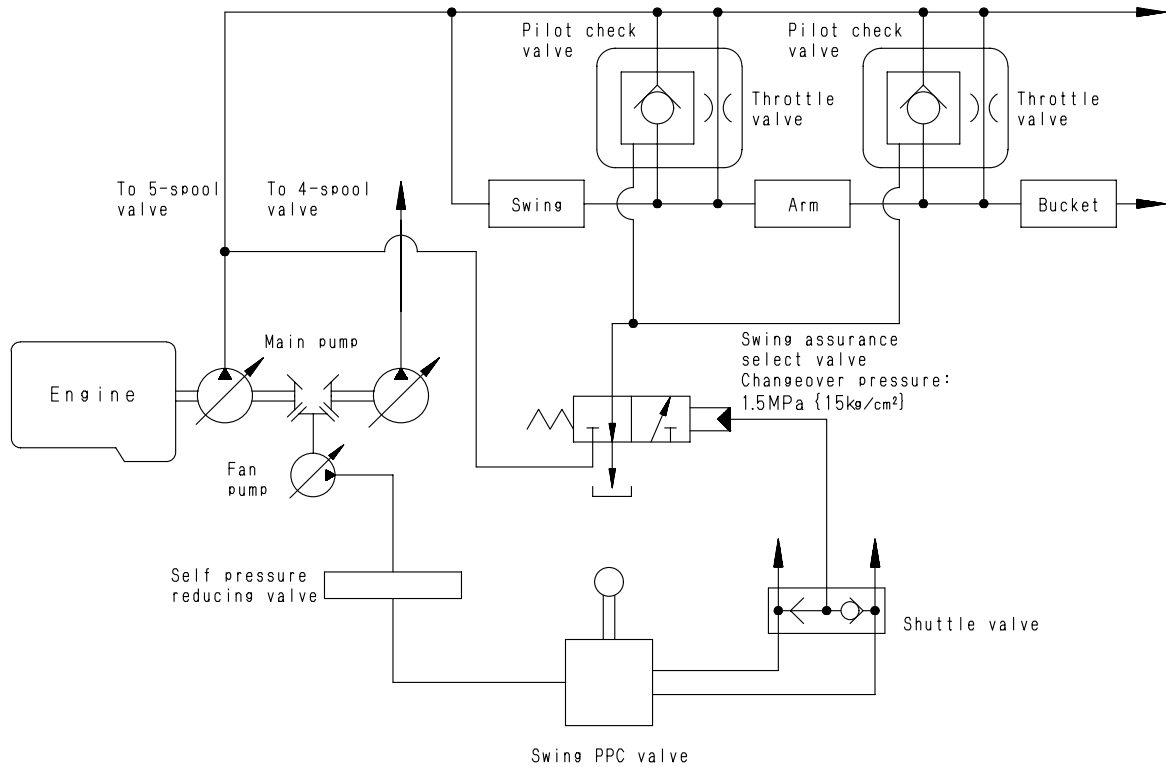 Pilot check
valve
Pilot check
valve
Throttle
valve
Throttle
valve
To 5-spool
valve
To 4-spool
valve
Swing
Arm
Bucket
Main pump
Engine
Swing assurance
select valve
Changeover pressure:
1.5MPa {15kg/cm²}
Fan
pump
Self pressure
reducing valve
Shuttle valve
Swing PPC valve